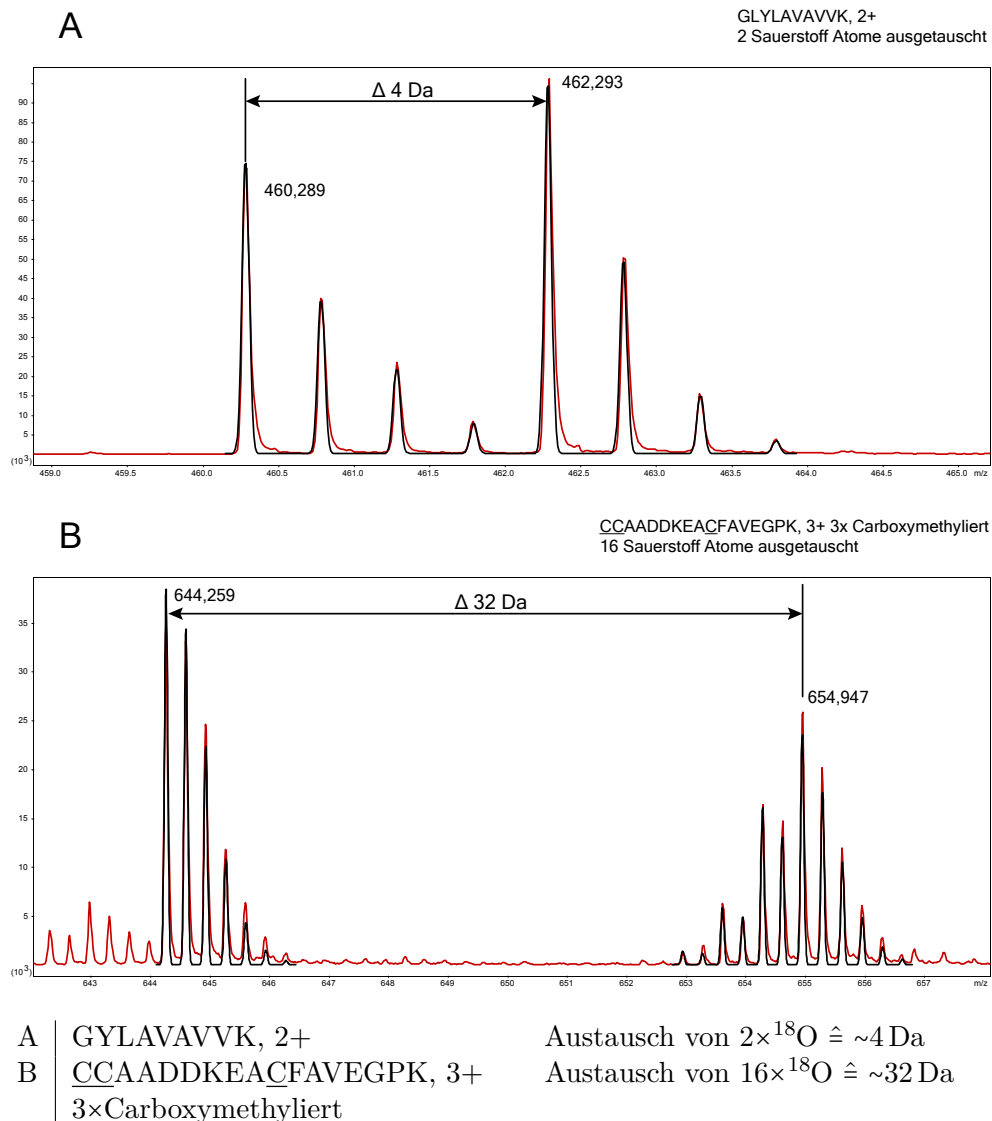 A
GLYLAVAVVK, 2+
2 Sauerstoff Atome ausgetauscht
Δ 4 Da
462,293
460,289
90
85
80
75
70
65
60
55
50
45
40
35
30
25
20
15
10
5
(10^3)
459.0 459.5 460.0 460.5 461.0 461.5 462.0 462.5 463.0 463.5 464.0 464.5 465.0 m/z
B
CCAADDKEACFAVEGPK, 3+ 3x Carboxymethyliert
16 Sauerstoff Atome ausgetauscht
644,259
Δ 32 Da
654,947
35
30
25
20
15
10
5
(10^3)
643 644 645 646 647 648 649 650 651 652 653 654 655 656 657 m/z
A GYLAVAVVK, 2+ Austausch von 2×¹⁸O ≙ ~4 Da
B CCAADDKEACFAVEGPK, 3+ Austausch von 16×¹⁸O ≙ ~32 Da
3×Carboxymethyliert